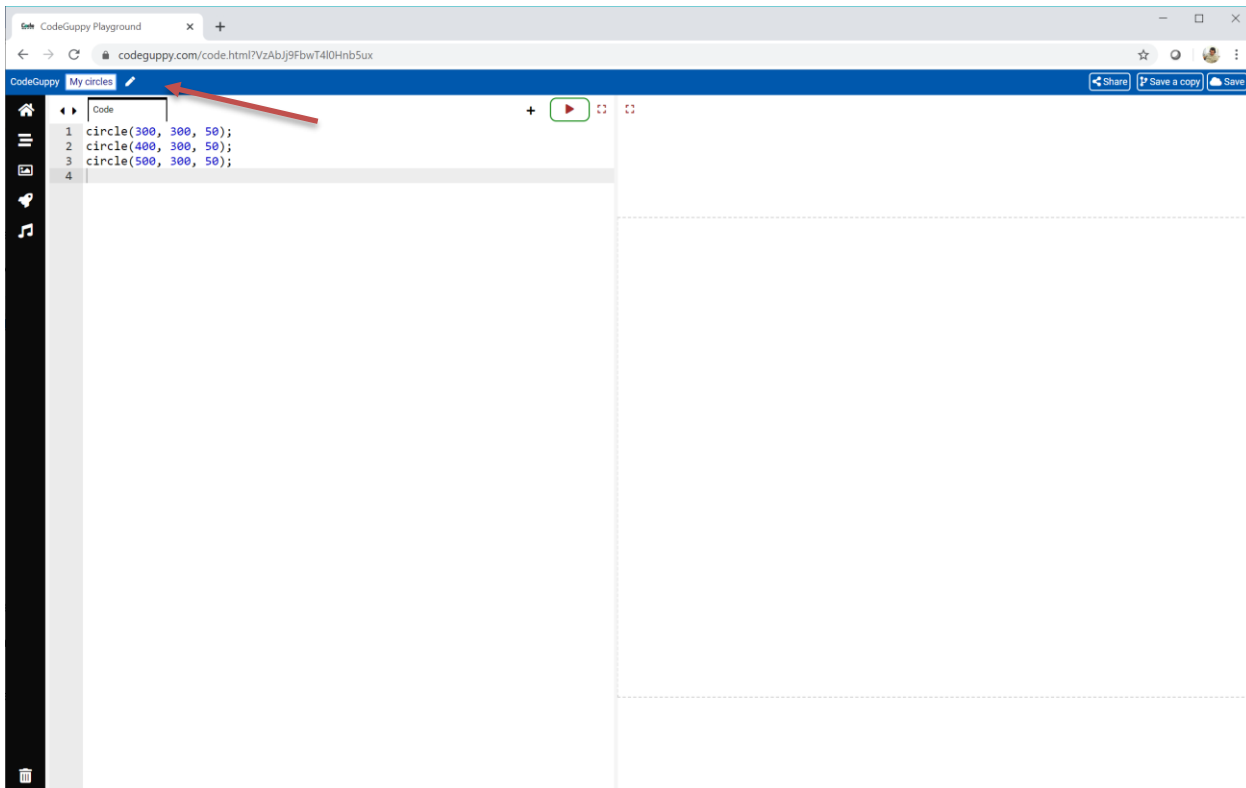 Code CodeGuppy Playground
codeguppy.com/code.html?VzAbJj9FbwT4l0Hnb5ux
CodeGuppy My circles Share Save a copy Save
Code
1 circle(300, 300, 50);
2 circle(400, 300, 50);
3 circle(500, 300, 50);
4